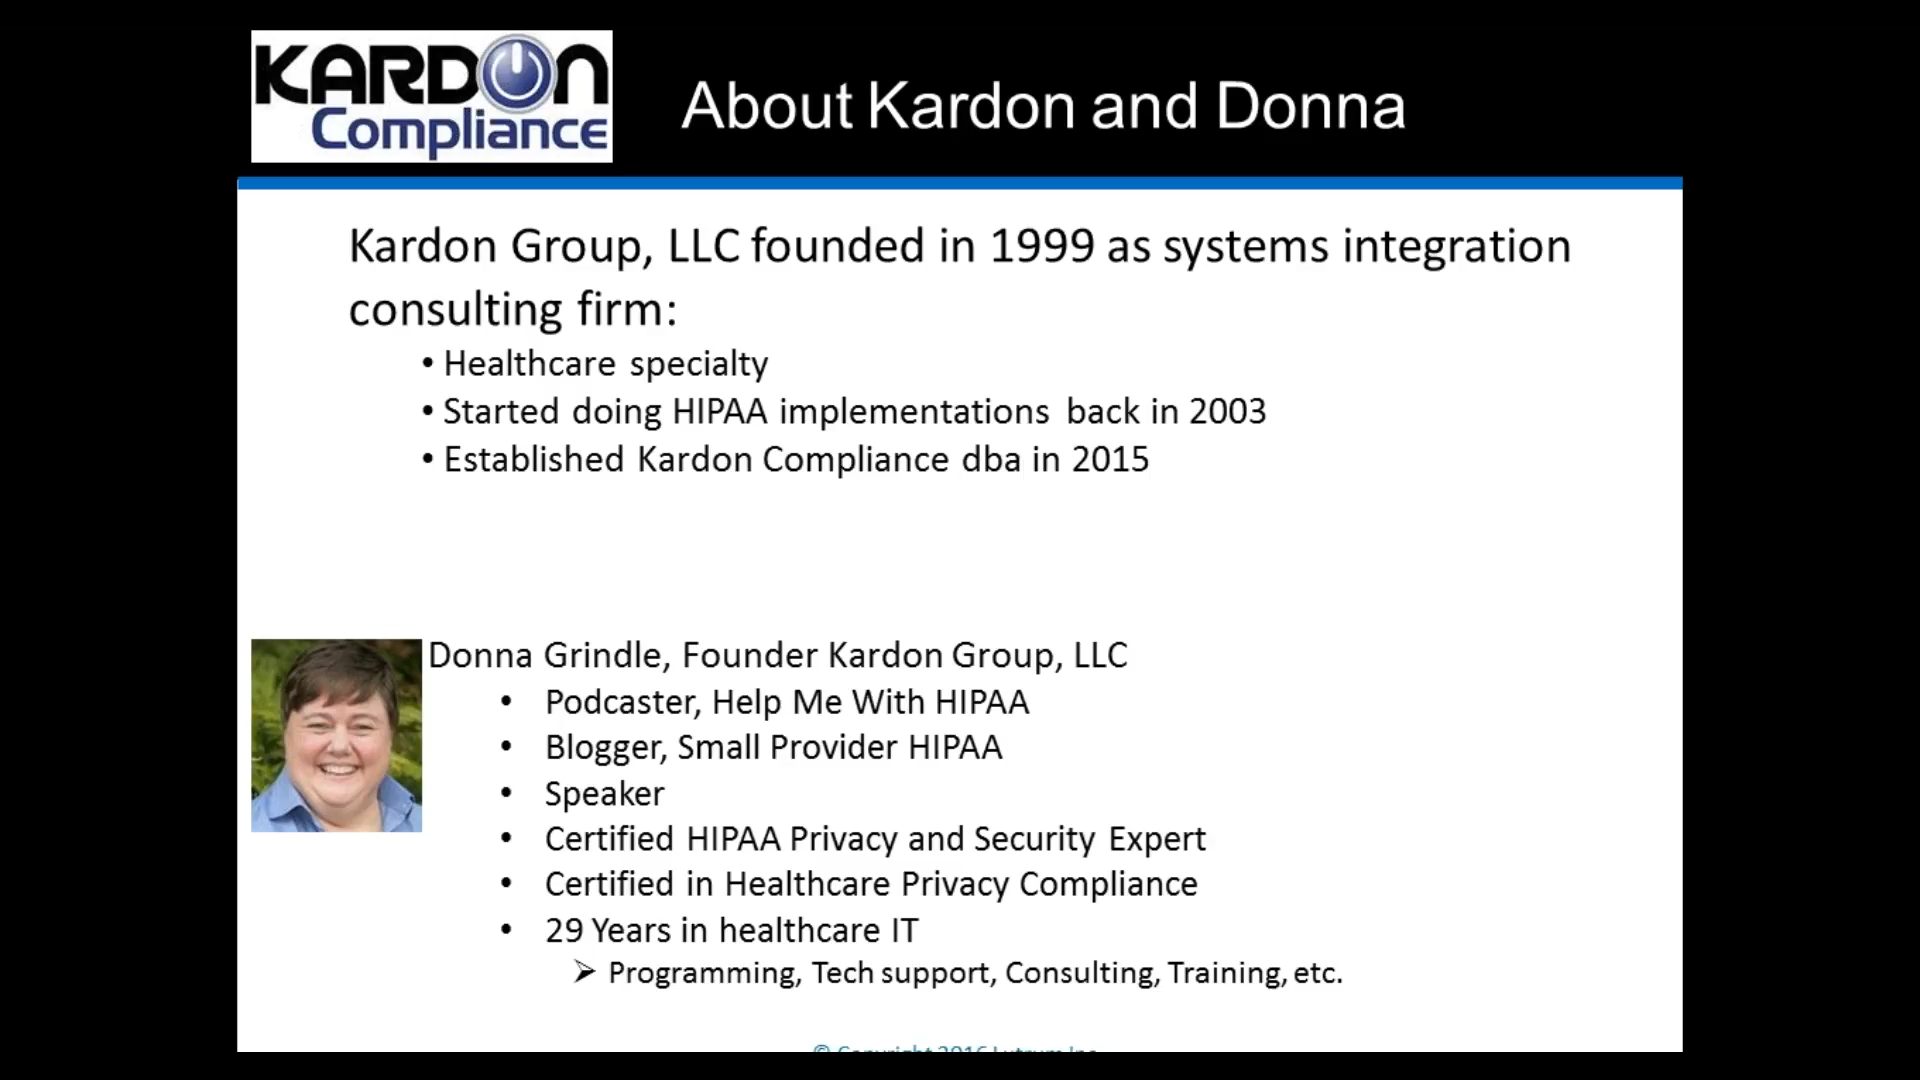 KARDON
Compliance
About Kardon and Donna
Kardon Group, LLC founded in 1999 as systems integration
consulting firm:
• Healthcare specialty
• Started doing HIPAA implementations back in 2003
• Established Kardon Compliance dba in 2015
Donna Grindle, Founder Kardon Group, LLC
• Podcaster, Help Me With HIPAA
• Blogger, Small Provider HIPAA
• Speaker
• Certified HIPAA Privacy and Security Expert
• Certified in Healthcare Privacy Compliance
• 29 Years in healthcare IT
➢ Programming, Tech support, Consulting, Training, etc.
© Copyright 2016